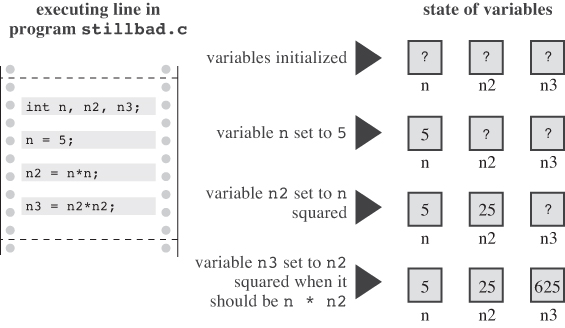 executing line in
program stillbad.c
int n, n2, n3;
n = 5;
n2 = n*n;
n3 = n2*n2;
state of variables
variables initialized
? ? ?
n n2 n3
variable n set to 5
5 ? ?
n n2 n3
variable n2 set to n
squared
5 25 ?
n n2 n3
variable n3 set to n2
squared when it
should be n * n2
5 25 625
n n2 n3